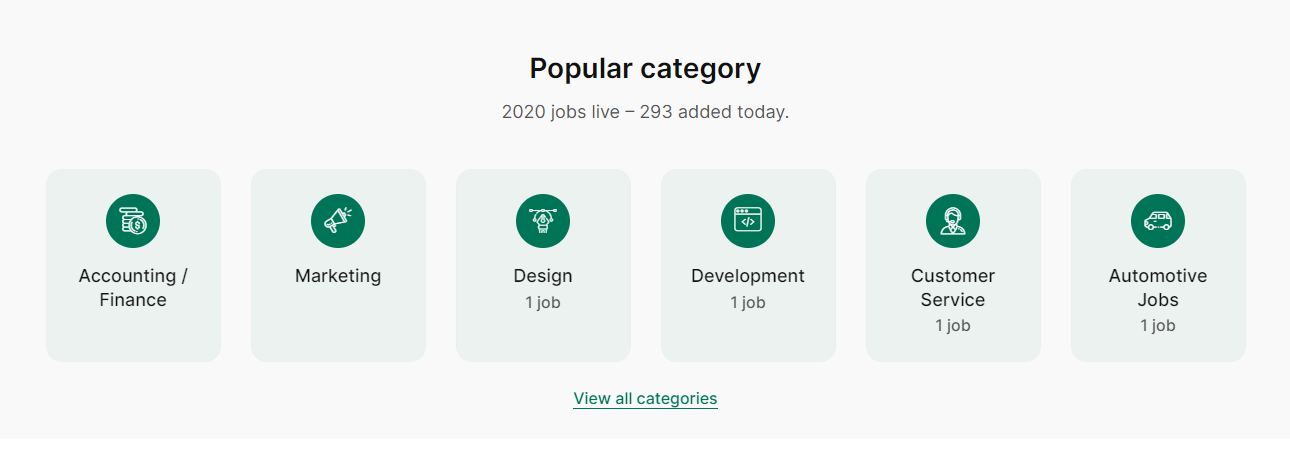 Popular category
2020 jobs live – 293 added today.
Accounting /
Finance
Marketing
Design
1 job
Development
1 job
Customer
Service
1 job
Automotive
Jobs
1 job
View all categories